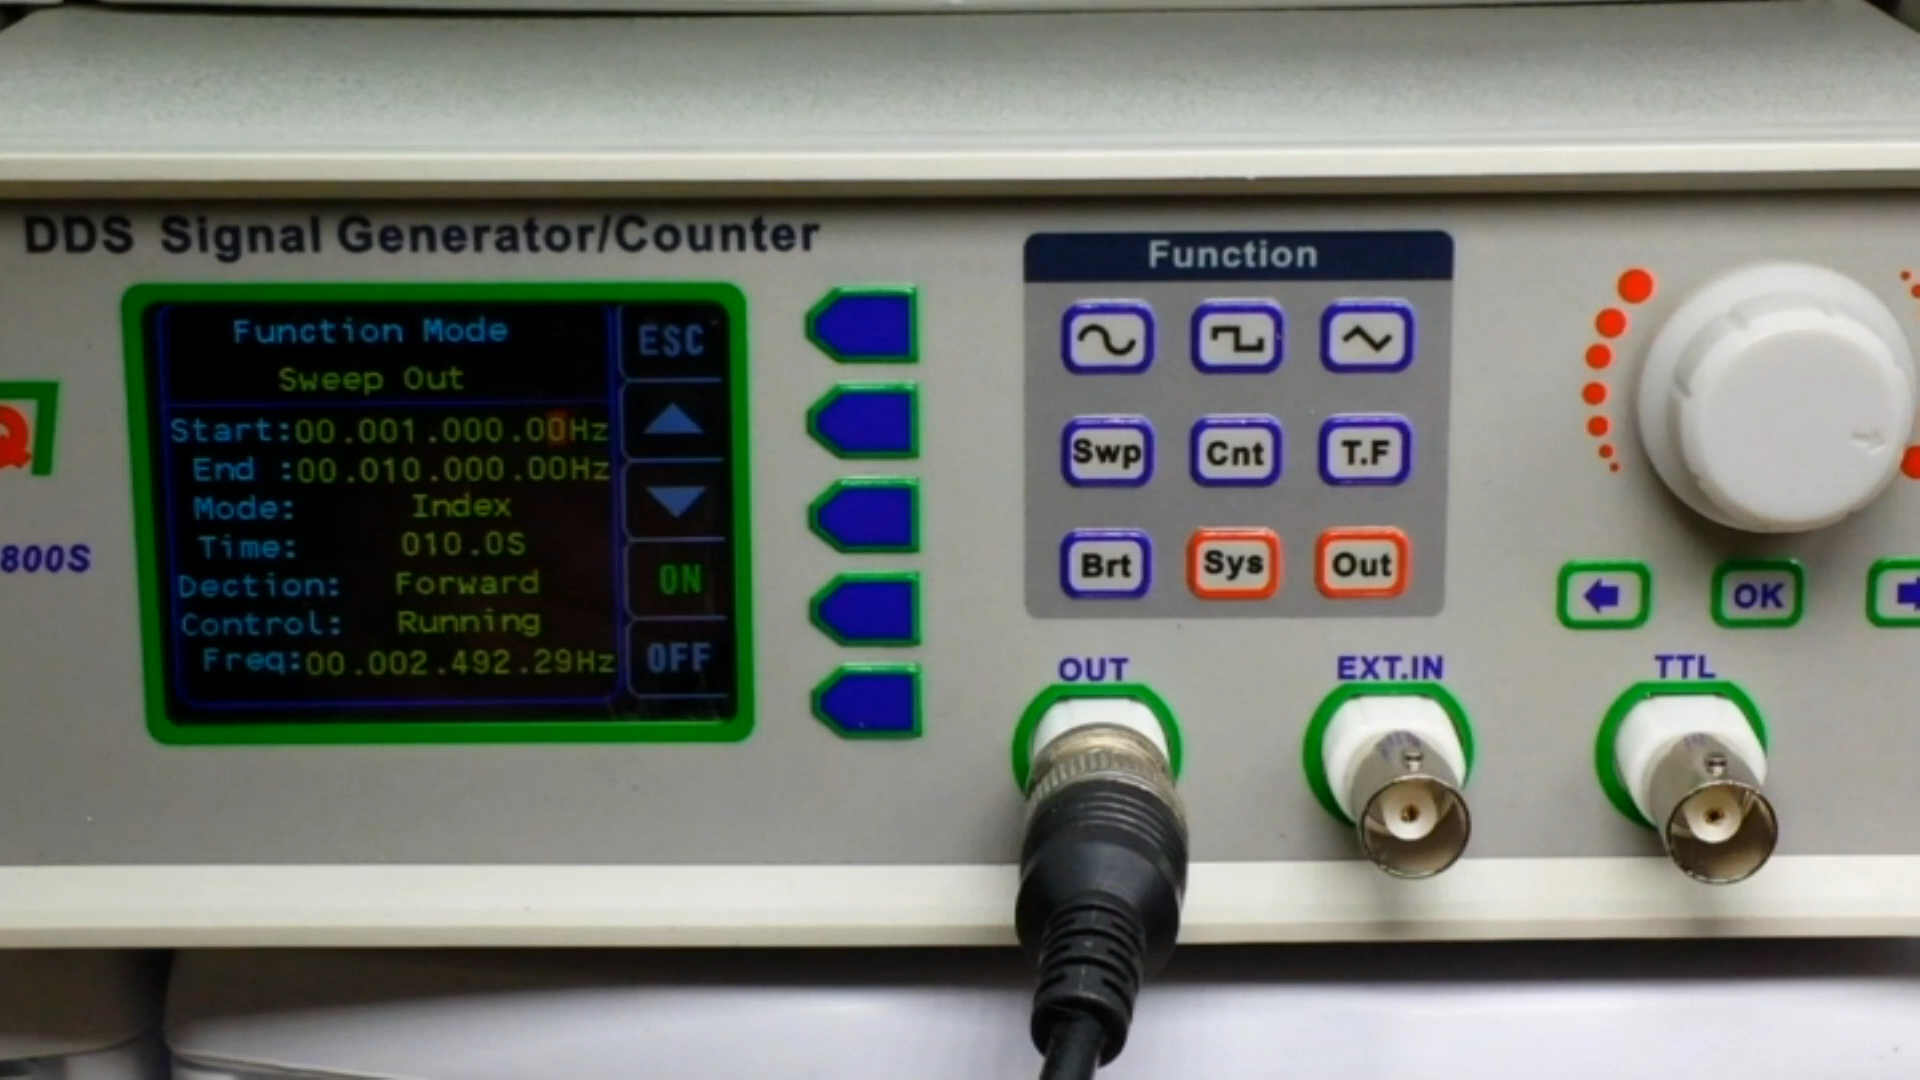 DDS Signal Generator/Counter
Function Mode
Sweep Out
Start:00.001.000.00Hz
End :00.010.000.00Hz
Mode: Index
Time: 010.0S
Dection: Forward
Control: Running
Freq:00.002.492.29Hz
ESC
ON
OFF
Q
800S
Function
Swp Cnt T.F
Brt Sys Out
OK
OUT EXT.IN TTL